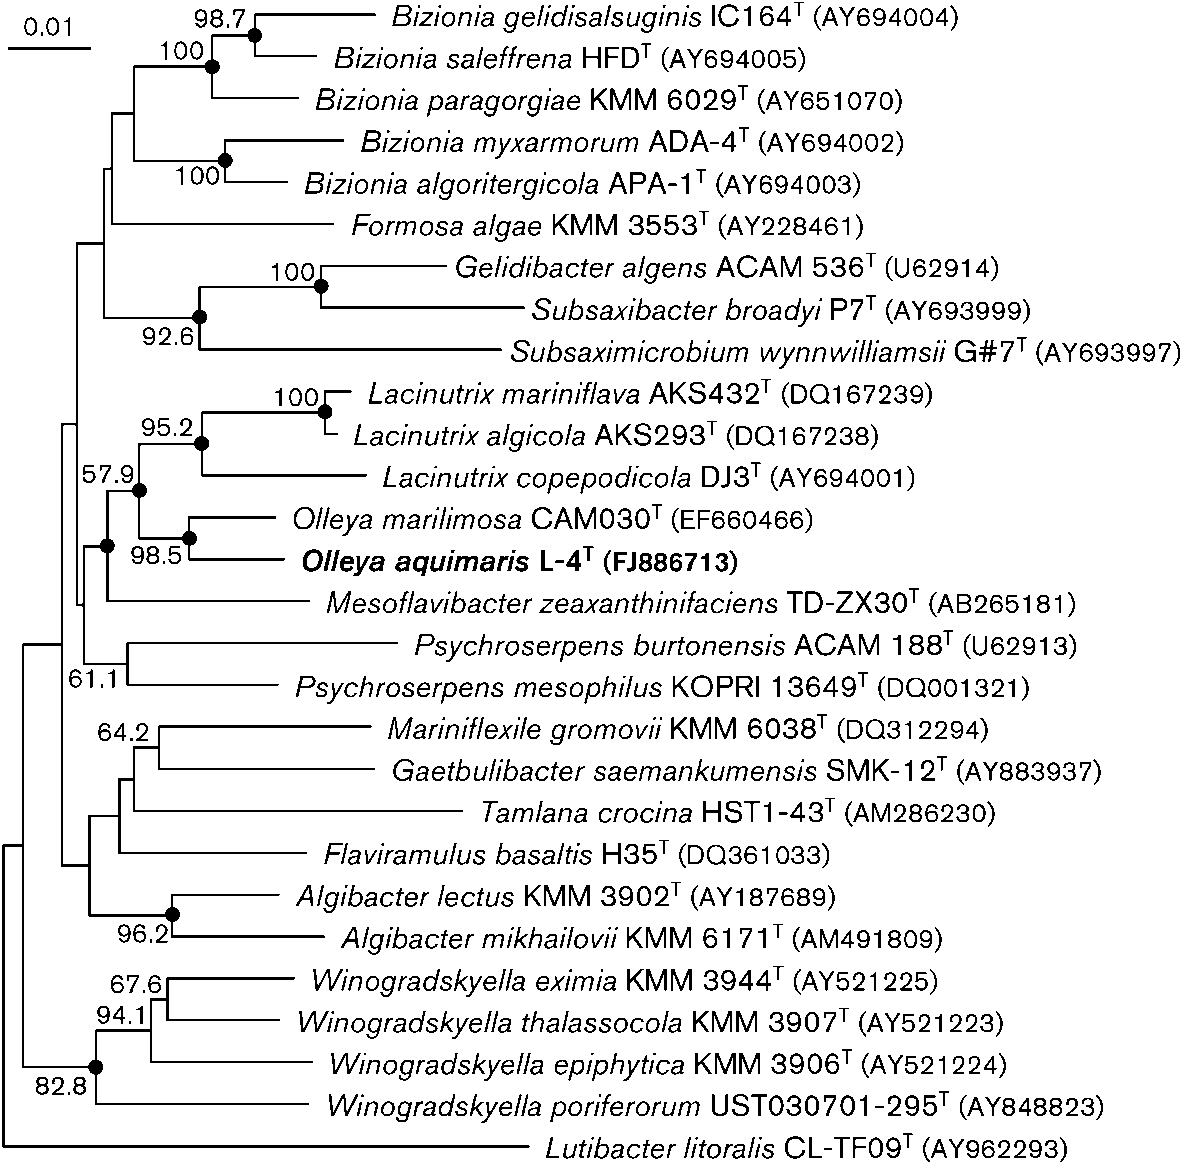 98.7 Bizionia gelidisalsuginis IC164ᵀ (AY694004)
0.01
100 Bizionia saleffrena HFDᵀ (AY694005)
Bizionia paragorgiae KMM 6029ᵀ (AY651070)
Bizionia myxarmorum ADA-4ᵀ (AY694002)
100 Bizionia algoritergicola APA-1ᵀ (AY694003)
Formosa algae KMM 3553ᵀ (AY228461)
100 Gelidibacter algens ACAM 536ᵀ (U62914)
Subsaxibacter broadyi P7ᵀ (AY693999)
92.6
Subsaximicrobium wynnwilliamsii G#7ᵀ (AY693997)
100 Lacinutrix mariniflava AKS432ᵀ (DQ167239)
95.2 Lacinutrix algicola AKS293ᵀ (DQ167238)
57.9 Lacinutrix copepodicola DJ3ᵀ (AY694001)
Olleya marilimosa CAM030ᵀ (EF660466)
98.5 Olleya aquimaris L-4ᵀ (FJ886713)
Mesoflavibacter zeaxanthinifaciens TD-ZX30ᵀ (AB265181)
Psychroserpens burtonensis ACAM 188ᵀ (U62913)
61.1 Psychroserpens mesophilus KOPRI 13649ᵀ (DQ001321)
64.2 Mariniflexile gromovii KMM 6038ᵀ (DQ312294)
Gaetbulibacter saemankumensis SMK-12ᵀ (AY883937)
Tamlana crocina HST1-43ᵀ (AM286230)
Flaviramulus basaltis H35ᵀ (DQ361033)
Algibacter lectus KMM 3902ᵀ (AY187689)
96.2 Algibacter mikhailovii KMM 6171ᵀ (AM491809)
67.6 Winogradskyella eximia KMM 3944ᵀ (AY521225)
94.1 Winogradskyella thalassocola KMM 3907ᵀ (AY521223)
Winogradskyella epiphytica KMM 3906ᵀ (AY521224)
82.8
Winogradskyella poriferorum UST030701-295ᵀ (AY848823)
Lutibacter litoralis CL-TF09ᵀ (AY962293)